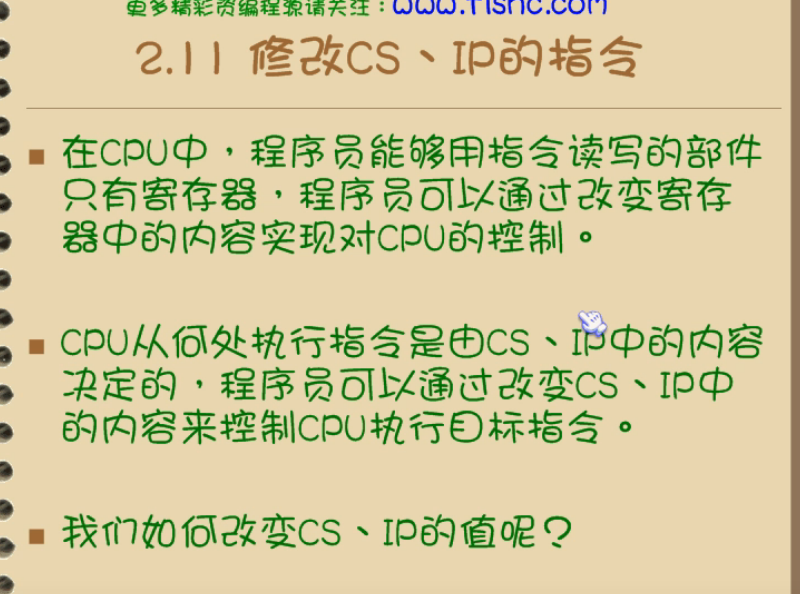 更多精彩资编程源请关注:www.fishc.com
2.11 修改CS、IP的指令
在CPU中，程序员能够用指令读写的部件
只有寄存器，程序员可以通过改变寄存
器中的内容实现对CPU的控制。
CPU从何处执行指令是由CS、IP中的内容
决定的，程序员可以通过改变CS、IP中
的内容来控制CPU执行目标指令。
我们如何改变CS、IP的值呢？